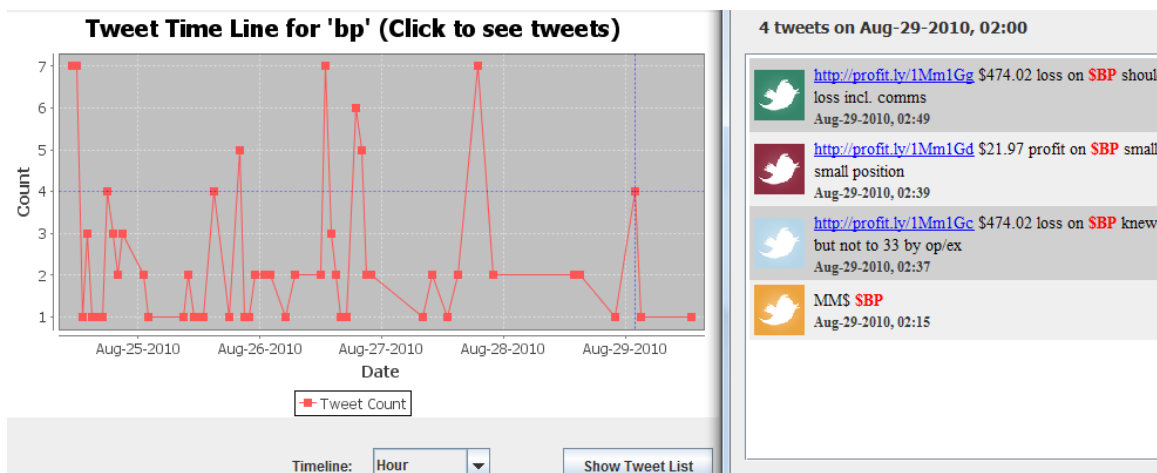 Tweet Time Line for 'bp' (Click to see tweets)
7
6
5
4
3
2
1
Count
Aug-25-2010 Aug-26-2010 Aug-27-2010 Aug-28-2010 Aug-29-2010
Date
Tweet Count
Timeline: Hour Show Tweet List
4 tweets on Aug-29-2010, 02:00
http://profit.ly/1Mm1Gg $474.02 loss on $BP shoul
loss incl. comms
Aug-29-2010, 02:49
http://profit.ly/1Mm1Gd $21.97 profit on $BP small
small position
Aug-29-2010, 02:39
http://profit.ly/1Mm1Gc $474.02 loss on $BP knew
but not to 33 by op/ex
Aug-29-2010, 02:37
MM$ $BP
Aug-29-2010, 02:15